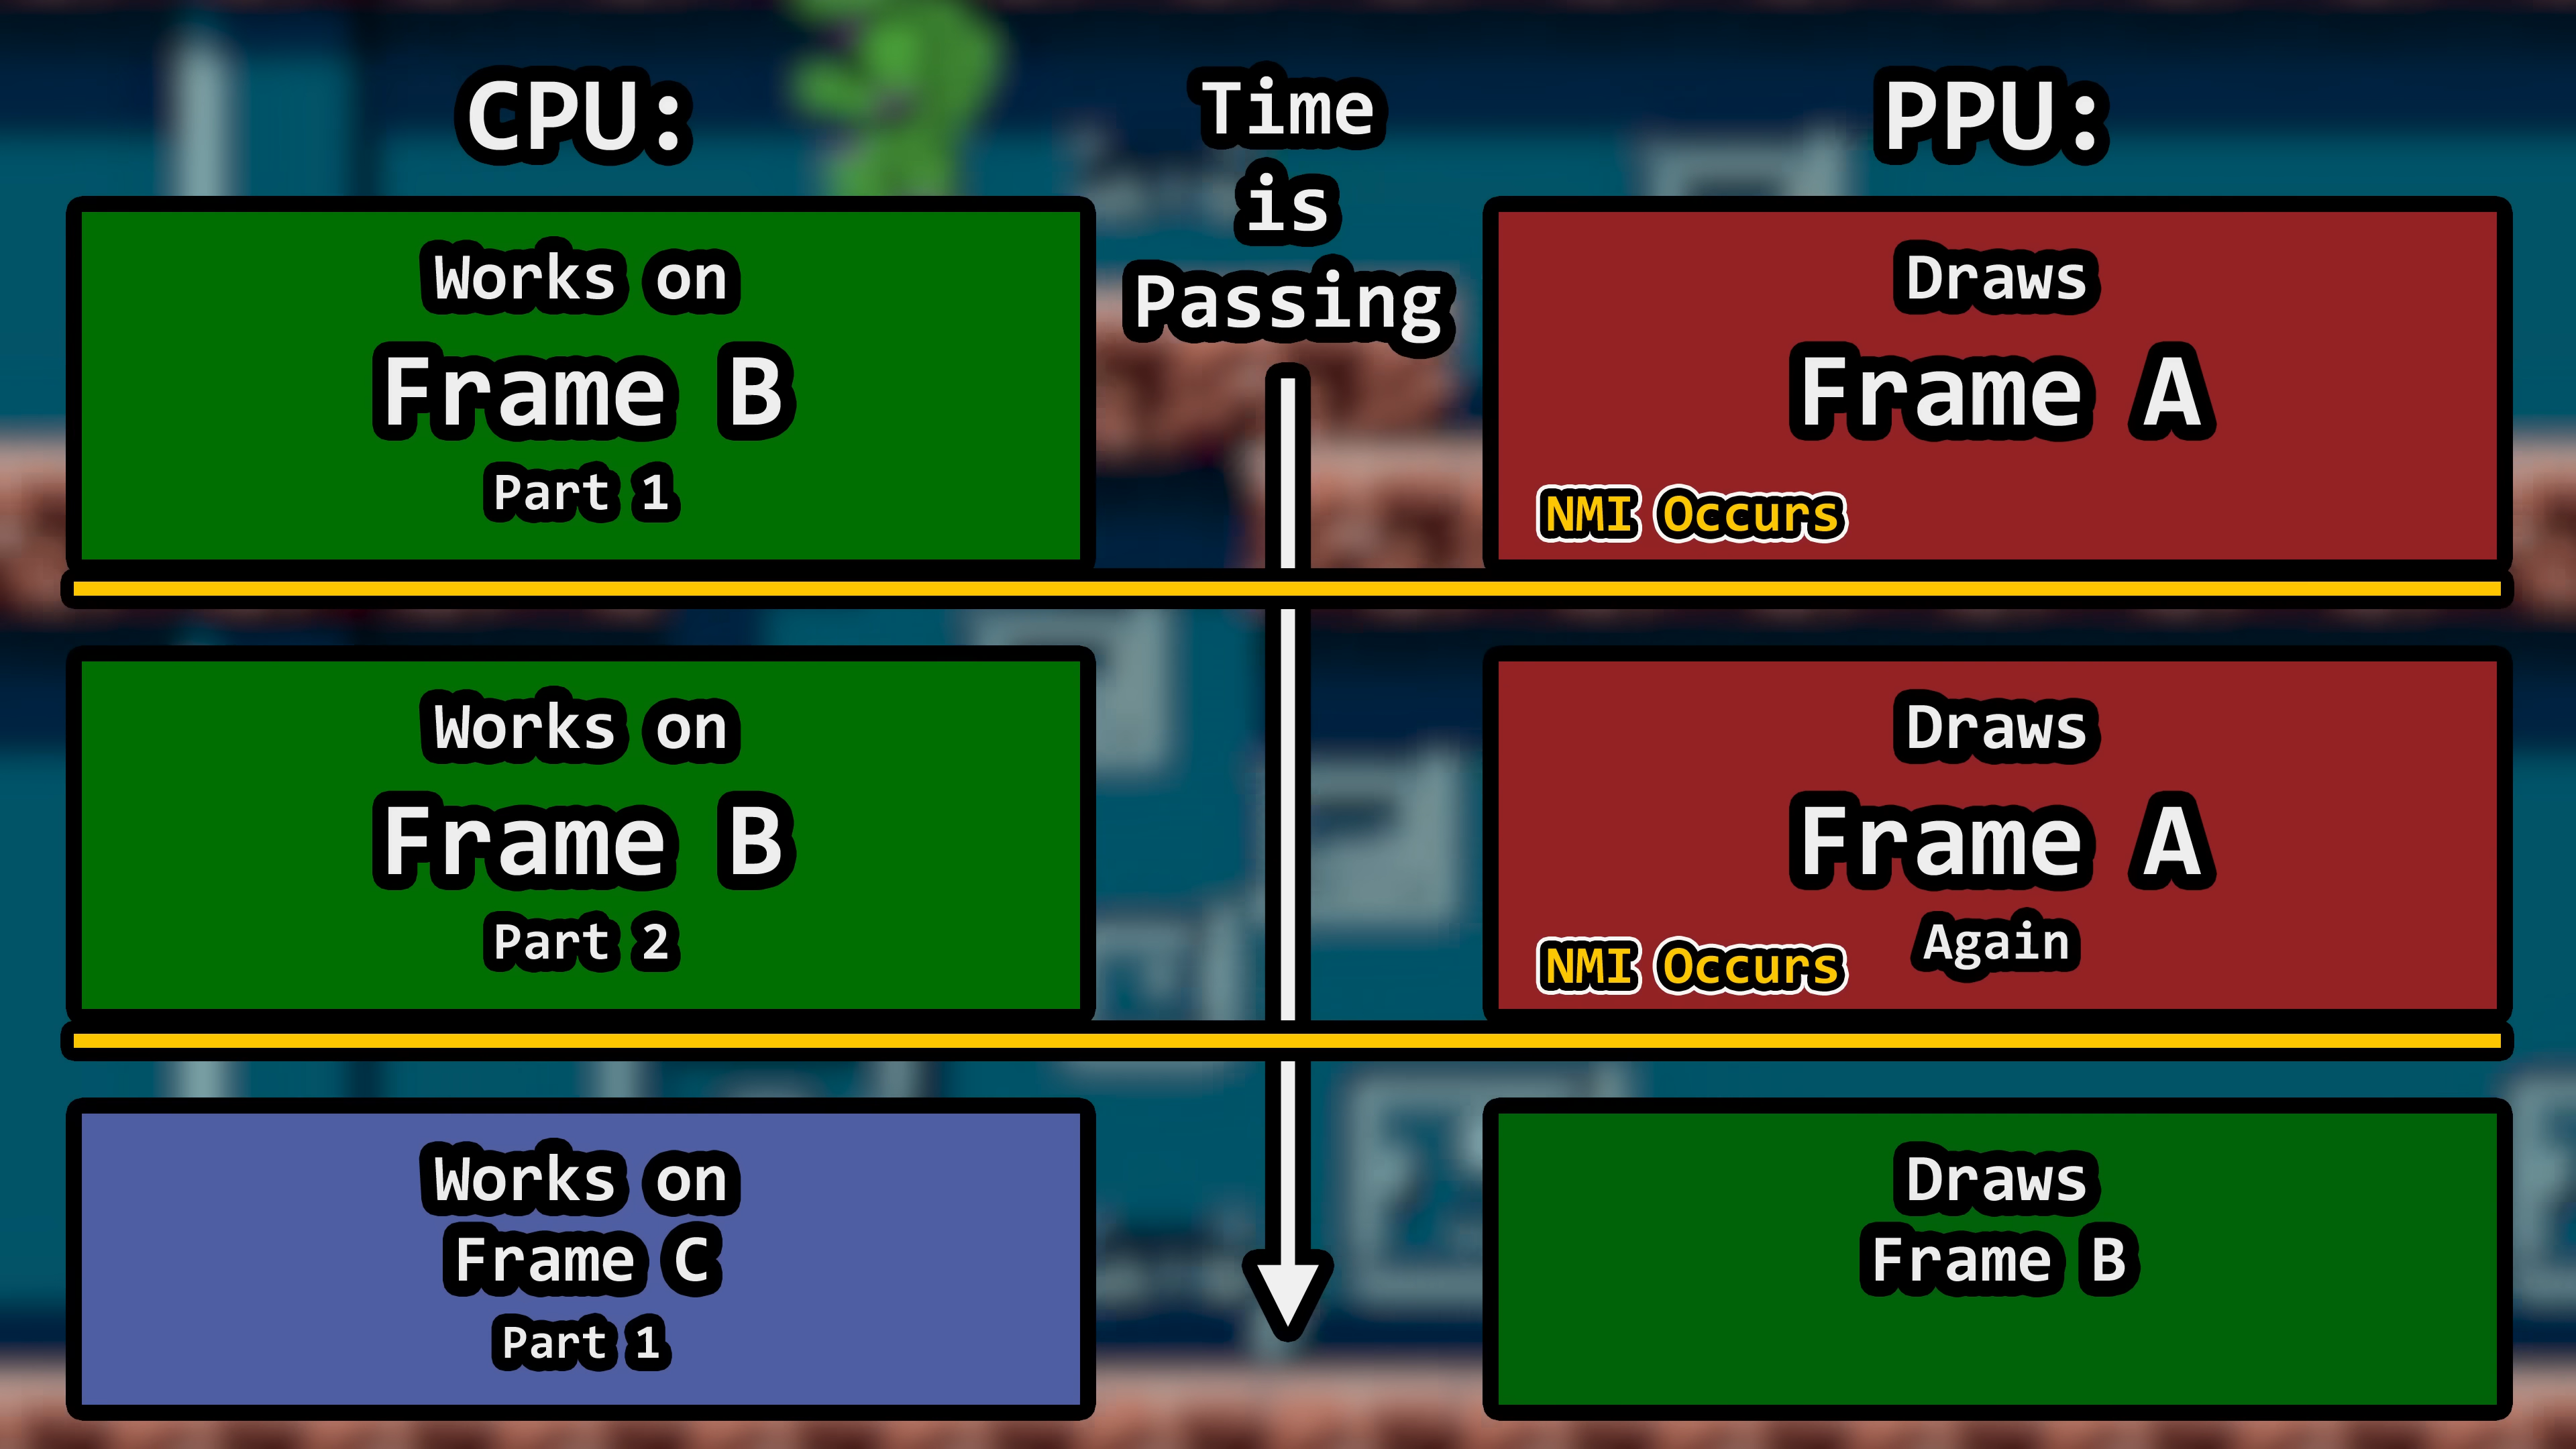 CPU:
Time
is
Passing
PPU:
Works on
Frame B
Part 1
Draws
Frame A
NMI Occurs
Works on
Frame B
Part 2
Draws
Frame A
Again
NMI Occurs
Works on
Frame C
Part 1
Draws
Frame B